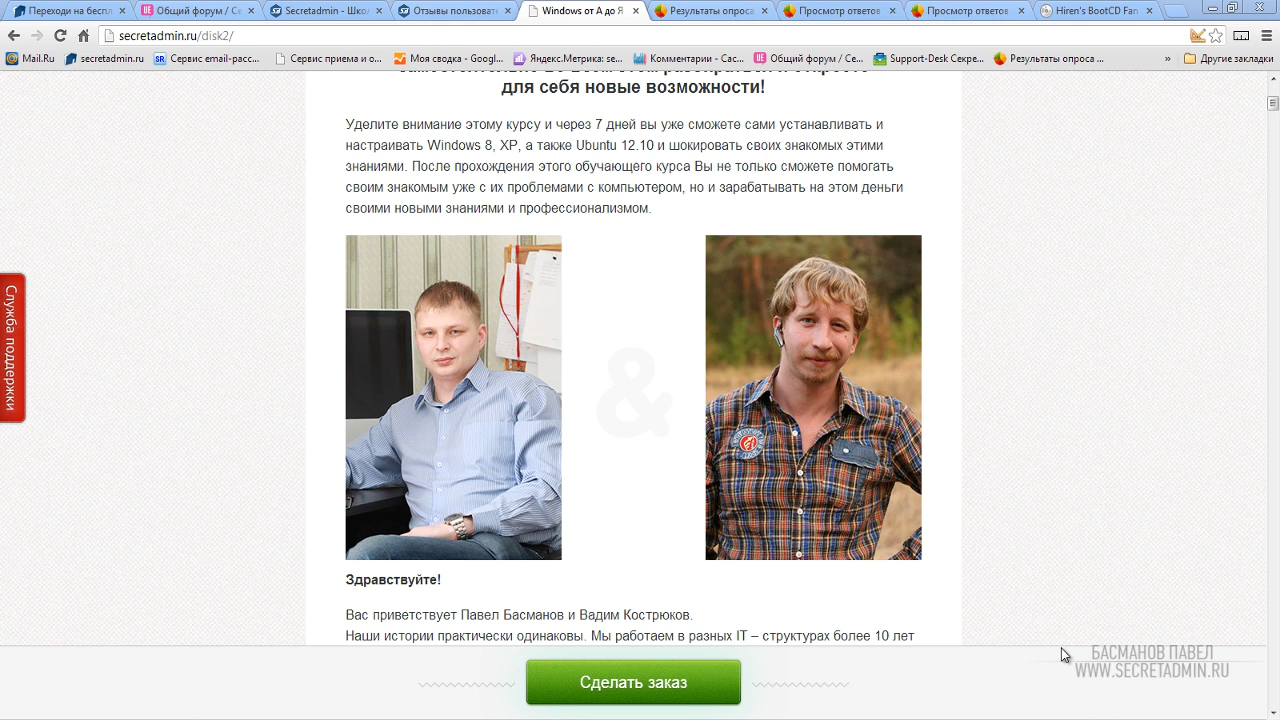 Переходи на беспл
Общий форум / Се
Secretadmin - Шко
Отзывы пользоват
Windows от А до Я
Результаты опроса
Просмотр ответов
Просмотр ответов
Hiren's BootCD Fan
secretadmin.ru/disk2/
Mail.Ru
secretadmin.ru
Сервис email-расс...
Сервис приема и о...
Моя сводка - Googl...
Яндекс.Метрика: se...
Комментарии - Cac...
Общий форум / Се...
Support-Desk Секре...
Результаты опроса ...
»
Другие закладки
для себя новые возможности!
Уделите внимание этому курсу и через 7 дней вы уже сможете сами устанавливать и
настраивать Windows 8, XP, а также Ubuntu 12.10 и шокировать своих знакомых этими
знаниями. После прохождения этого обучающего курса Вы не только сможете помогать
своим знакомым уже с их проблемами с компьютером, но и зарабатывать на этом деньги
своими новыми знаниями и профессионализмом.
&
Служба поддержки
Здравствуйте!
Вас приветствует Павел Басманов и Вадим Кострюков.
Наши истории практически одинаковы. Мы работаем в разных IT – структурах более 10 лет
Сделать заказ
БАСМАНОВ ПАВЕЛ
WWW.SECRETADMIN.RU